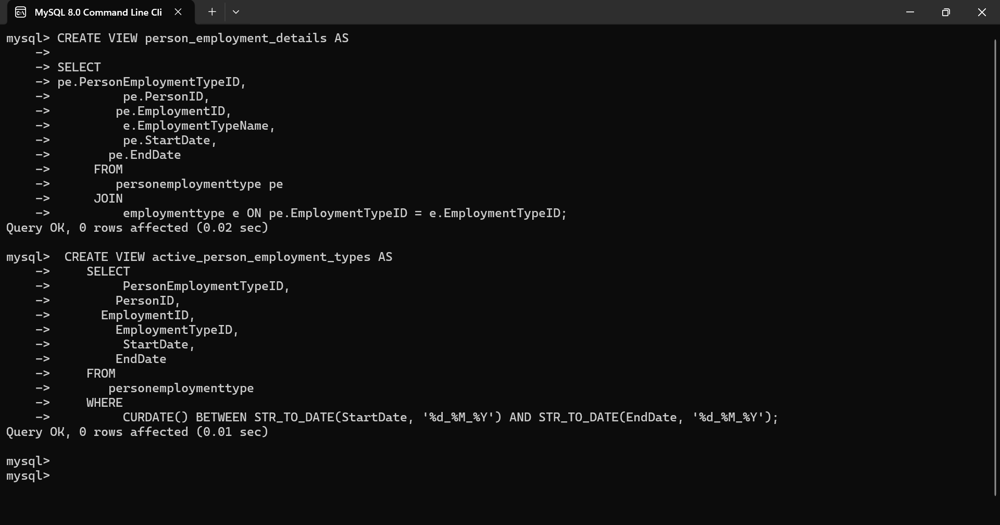 MySQL 8.0 Command Line Cli
mysql> CREATE VIEW person_employment_details AS
    ->
    -> SELECT
    -> pe.PersonEmploymentTypeID,
    ->          pe.PersonID,
    ->         pe.EmploymentID,
    ->          e.EmploymentTypeName,
    ->          pe.StartDate,
    ->        pe.EndDate
    ->      FROM
    ->         personemploymenttype pe
    ->      JOIN
    ->          employmenttype e ON pe.EmploymentTypeID = e.EmploymentTypeID;
Query OK, 0 rows affected (0.02 sec)

mysql>  CREATE VIEW active_person_employment_types AS
    ->     SELECT
    ->          PersonEmploymentTypeID,
    ->         PersonID,
    ->       EmploymentID,
    ->         EmploymentTypeID,
    ->          StartDate,
    ->         EndDate
    ->     FROM
    ->        personemploymenttype
    ->     WHERE
    ->          CURDATE() BETWEEN STR_TO_DATE(StartDate, '%d_%M_%Y') AND STR_TO_DATE(EndDate, '%d_%M_%Y');
Query OK, 0 rows affected (0.01 sec)

mysql>
mysql>